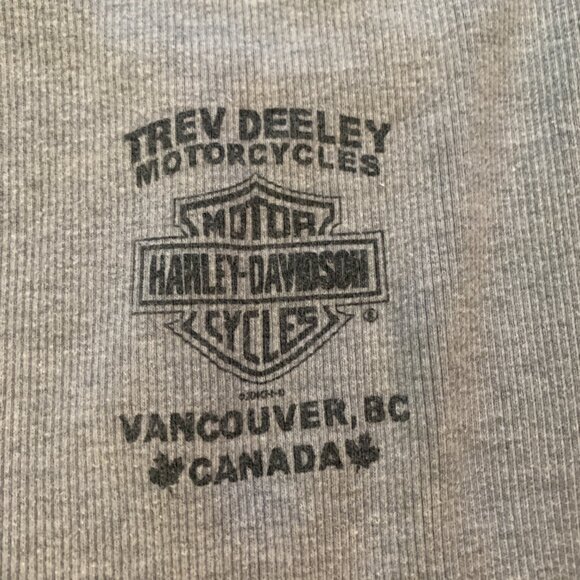 TREV DEELEY
MOTORCYCLES
MOTOR
HARLEY-DAVIDSON
CYCLES
®
VANCOUVER, BC
CANADA